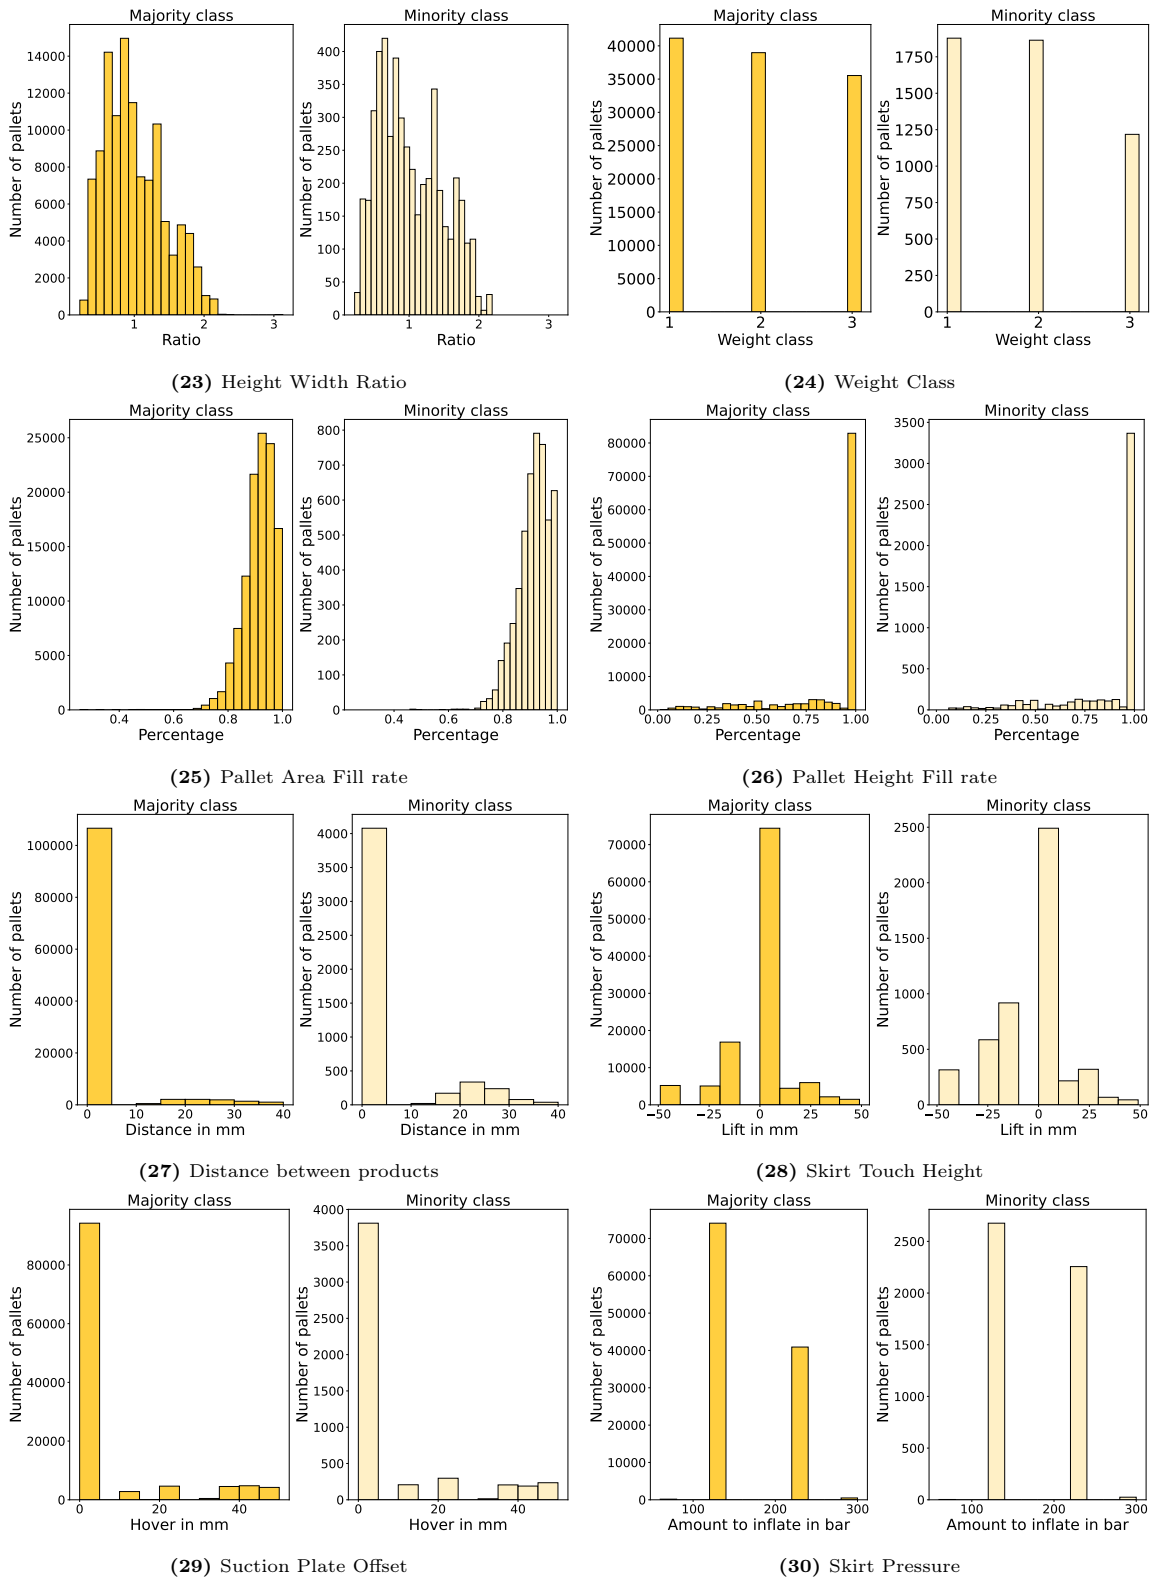 Majority class
Number of pallets
14000
12000
10000
8000
6000
4000
2000
0
1 2 3
Ratio
Minority class
Number of pallets
400
350
300
250
200
150
100
50
0
1 2 3
Ratio
(23) Height Width Ratio
Majority class
Number of pallets
40000
35000
30000
25000
20000
15000
10000
5000
0
1 2 3
Weight class
Minority class
Number of pallets
1750
1500
1250
1000
750
500
250
0
1 2 3
Weight class
(24) Weight Class
Majority class
Number of pallets
25000
20000
15000
10000
5000
0
0.4 0.6 0.8 1.0
Percentage
Minority class
Number of pallets
800
700
600
500
400
300
200
100
0
0.4 0.6 0.8 1.0
Percentage
(25) Pallet Area Fill rate
Majority class
Number of pallets
80000
70000
60000
50000
40000
30000
20000
10000
0
0.00 0.25 0.50 0.75 1.00
Percentage
Minority class
Number of pallets
3500
3000
2500
2000
1500
1000
500
0
0.00 0.25 0.50 0.75 1.00
Percentage
(26) Pallet Height Fill rate
Majority class
Number of pallets
100000
80000
60000
40000
20000
0
0 10 20 30 40
Distance in mm
Minority class
Number of pallets
4000
3500
3000
2500
2000
1500
1000
500
0
0 10 20 30 40
Distance in mm
(27) Distance between products
Majority class
Number of pallets
70000
60000
50000
40000
30000
20000
10000
0
−50 −25 0 25 50
Lift in mm
Minority class
Number of pallets
2500
2000
1500
1000
500
0
−50 −25 0 25 50
Lift in mm
(28) Skirt Touch Height
Majority class
Number of pallets
80000
60000
40000
20000
0
0 20 40
Hover in mm
Minority class
Number of pallets
4000
3500
3000
2500
2000
1500
1000
500
0
0 20 40
Hover in mm
(29) Suction Plate Offset
Majority class
Number of pallets
70000
60000
50000
40000
30000
20000
10000
0
100 200 300
Amount to inflate in bar
Minority class
Number of pallets
2500
2000
1500
1000
500
0
100 200 300
Amount to inflate in bar
(30) Skirt Pressure